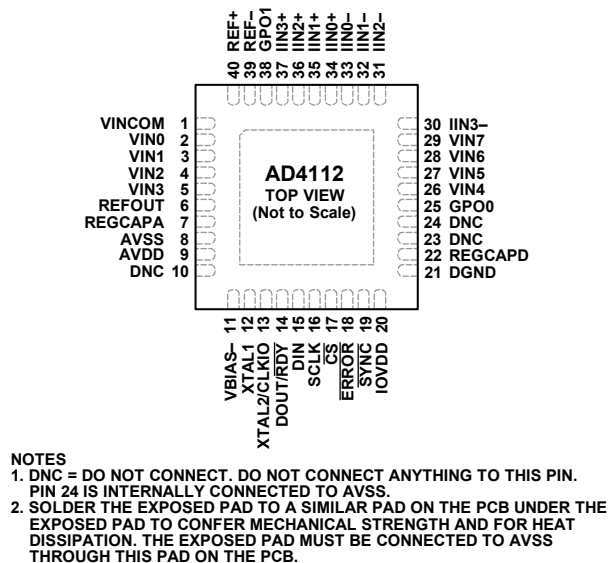 40 REF+
39 REF–
38 GPO1
37 IIN3+
36 IIN2+
35 IIN1+
34 IIN0+
33 IIN0–
32 IIN1–
31 IIN2–
VINCOM 1
VIN0 2
VIN1 3
VIN2 4
VIN3 5
REFOUT 6
REGCAPA 7
AVSS 8
AVDD 9
DNC 10
AD4112
TOP VIEW
(Not to Scale)
30 IIN3–
29 VIN7
28 VIN6
27 VIN5
26 VIN4
25 GPO0
24 DNC
23 DNC
22 REGCAPD
21 DGND
VBIAS– 11
XTAL1 12
XTAL2/CLKIO 13
DOUT/RDY 14
DIN 15
SCLK 16
CS 17
ERROR 18
SYNC 19
IOVDD 20
NOTES
1. DNC = DO NOT CONNECT. DO NOT CONNECT ANYTHING TO THIS PIN.
PIN 24 IS INTERNALLY CONNECTED TO AVSS.
2. SOLDER THE EXPOSED PAD TO A SIMILAR PAD ON THE PCB UNDER THE
EXPOSED PAD TO CONFER MECHANICAL STRENGTH AND FOR HEAT
DISSIPATION. THE EXPOSED PAD MUST BE CONNECTED TO AVSS
THROUGH THIS PAD ON THE PCB.